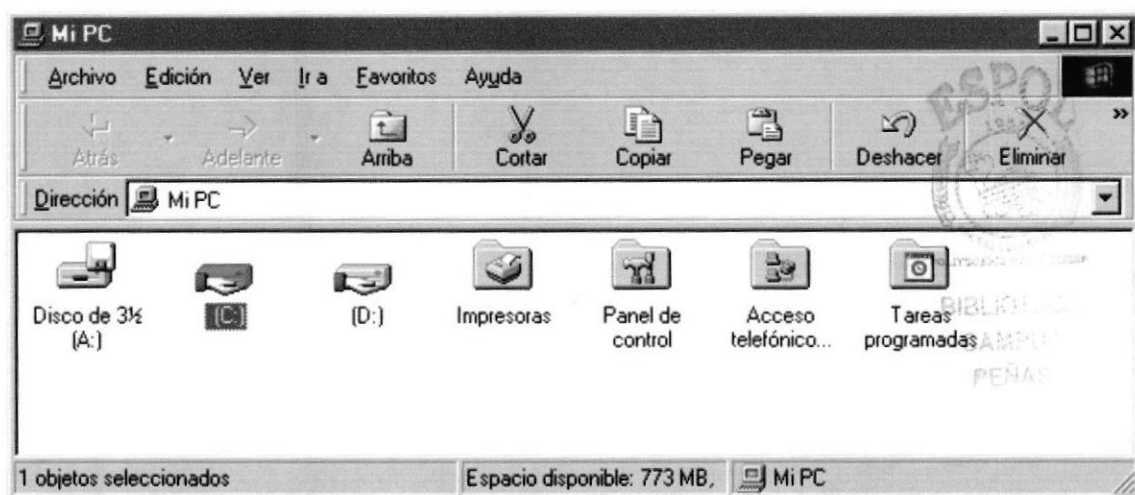 Mi PC
Archivo Edición Ver Ir a Favoritos Ayuda
Atrás Adelante Arriba Cortar Copiar Pegar Deshacer Eliminar »
Dirección Mi PC
Disco de 3½ (C:) (D:) Impresoras Panel de Acceso Tareas
(A:) control telefónico... programadas
1 objetos seleccionados Espacio disponible: 773 MB, Mi PC
ESPOL
PEÑAS